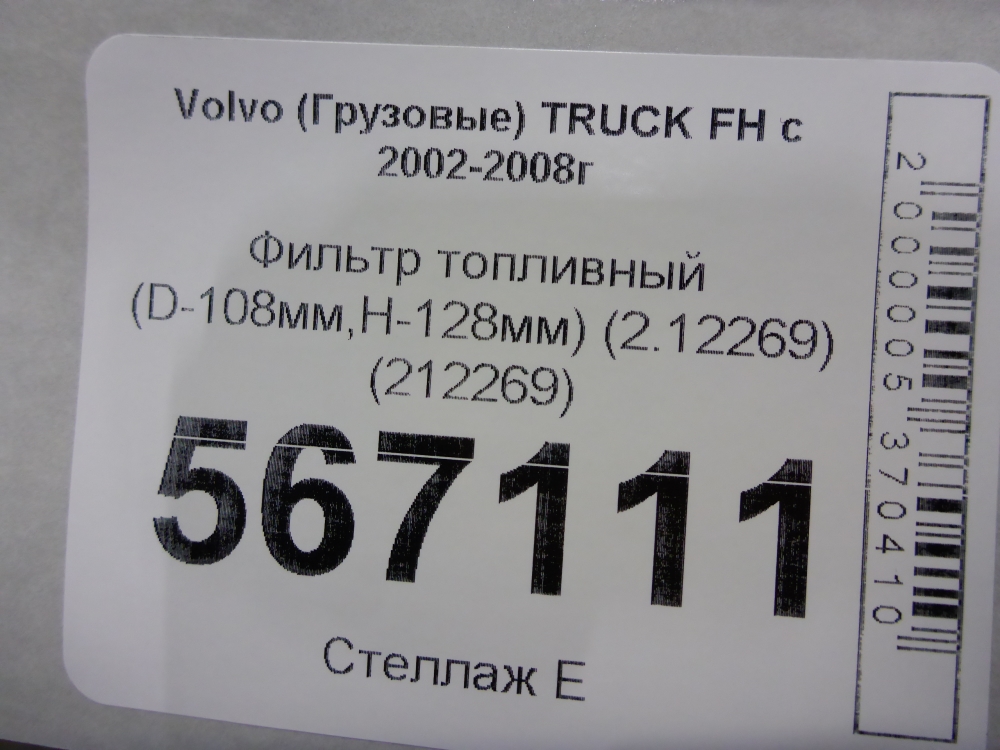 Volvo (Грузовые) TRUCK FH с
2002-2008г
Фильтр топливный
(D-108мм,H-128мм) (2.12269)
(212269)
567111
Стеллаж Е
2000005370410